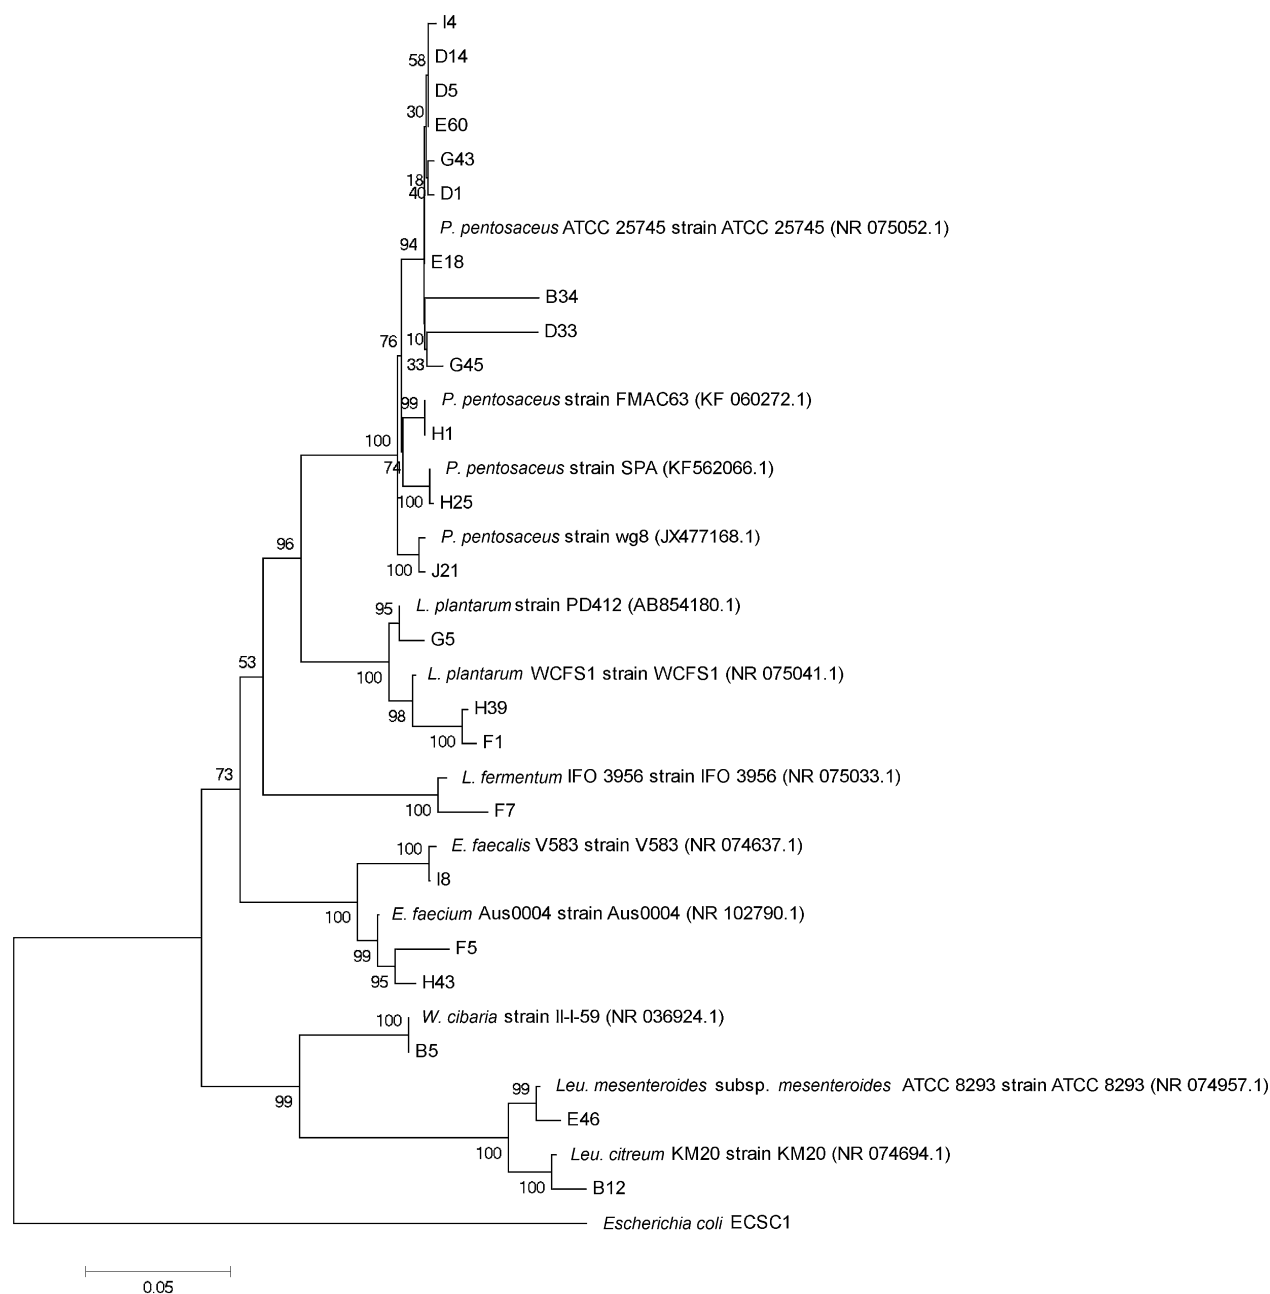 I4
58
D14
D5
30
E60
G43
18
40
D1
P. pentosaceus ATCC 25745 strain ATCC 25745 (NR 075052.1)
94
E18
B34
D33
76
10
33
G45
P. pentosaceus strain FMAC63 (KF 060272.1)
99
H1
100
P. pentosaceus strain SPA (KF562066.1)
74
100
H25
P. pentosaceus strain wg8 (JX477168.1)
96
100
J21
95
L. plantarum strain PD412 (AB854180.1)
G5
53
100
L. plantarum WCFS1 strain WCFS1 (NR 075041.1)
H39
98
100
F1
73
L. fermentum IFO 3956 strain IFO 3956 (NR 075033.1)
100
F7
100
E. faecalis V583 strain V583 (NR 074637.1)
I8
100
E. faecium Aus0004 strain Aus0004 (NR 102790.1)
F5
99
95
H43
100
W. cibaria strain II-I-59 (NR 036924.1)
B5
99
99
Leu. mesenteroides subsp. mesenteroides ATCC 8293 strain ATCC 8293 (NR 074957.1)
E46
100
Leu. citreum KM20 strain KM20 (NR 074694.1)
100
B12
Escherichia coli ECSC1
0.05